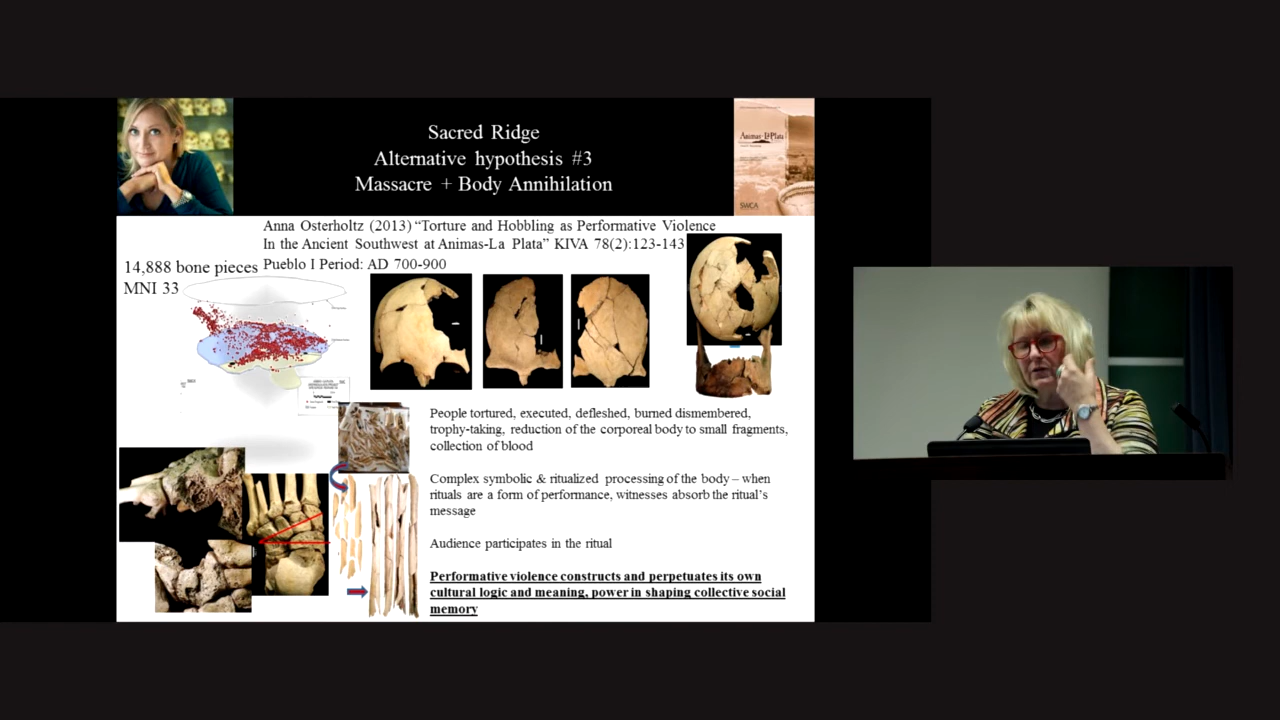 Sacred Ridge
Alternative hypothesis #3
Massacre + Body Annihilation
Animas-La Plata
SWCA
Anna Osterholtz (2013) “Torture and Hobbling as Performative Violence
In the Ancient Southwest at Animas-La Plata” KIVA 78(2):123-143
14,888 bone pieces
Pueblo I Period: AD 700-900
MNI 33
People tortured, executed, defleshed, burned dismembered,
trophy-taking, reduction of the corporeal body to small fragments,
collection of blood
Complex symbolic & ritualized processing of the body – when
rituals are a form of performance, witnesses absorb the ritual’s
message
Audience participates in the ritual
Performative violence constructs and perpetuates its own
cultural logic and meaning, power in shaping collective social
memory